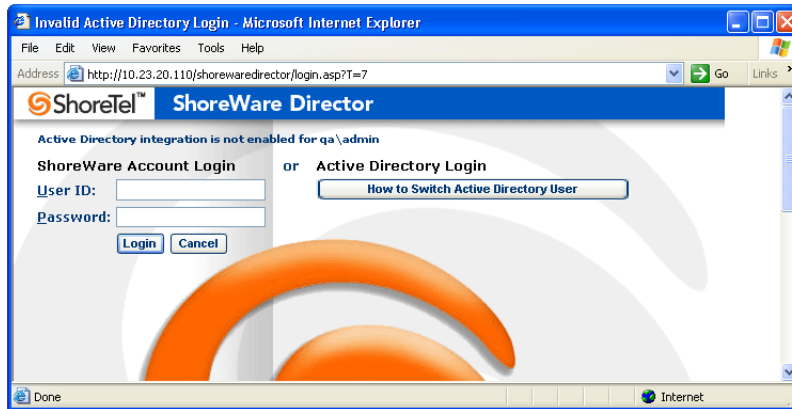 Invalid Active Directory Login - Microsoft Internet Explorer
File Edit View Favorites Tools Help
Address http://10.23.20.110/shorewaredirector/login.asp?T=7 Go Links »
ShoreTel™ ShoreWare Director
Active Directory integration is not enabled for qa\admin
ShoreWare Account Login or Active Directory Login
User ID: How to Switch Active Directory User
Password:
Login Cancel
Done Internet